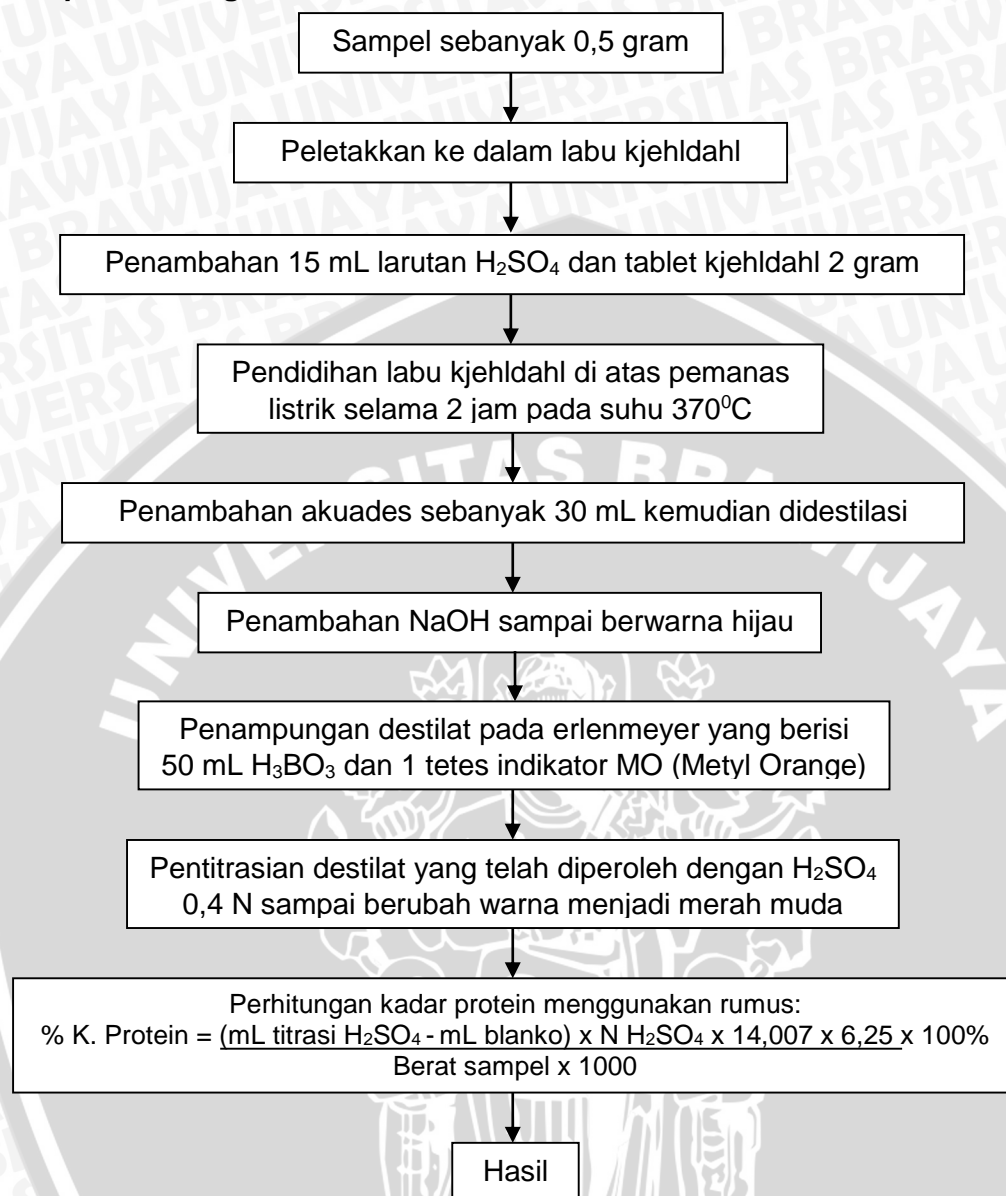 Sampel sebanyak 0,5 gram
Peletakkan ke dalam labu kjehldahl
Penambahan 15 mL larutan H₂SO₄ dan tablet kjehldahl 2 gram
Pendidihan labu kjehldahl di atas pemanas
listrik selama 2 jam pada suhu 370⁰C
Penambahan akuades sebanyak 30 mL kemudian didestilasi
Penambahan NaOH sampai berwarna hijau
Penampungan destilat pada erlenmeyer yang berisi
50 mL H₃BO₃ dan 1 tetes indikator MO (Metyl Orange)
Pentitrasian destilat yang telah diperoleh dengan H₂SO₄
0,4 N sampai berubah warna menjadi merah muda
Perhitungan kadar protein menggunakan rumus:
% K. Protein = (mL titrasi H₂SO₄ - mL blanko) x N H₂SO₄ x 14,007 x 6,25 x 100%
Berat sampel x 1000
Hasil
UNIVERSITAS BRAWIJAYA